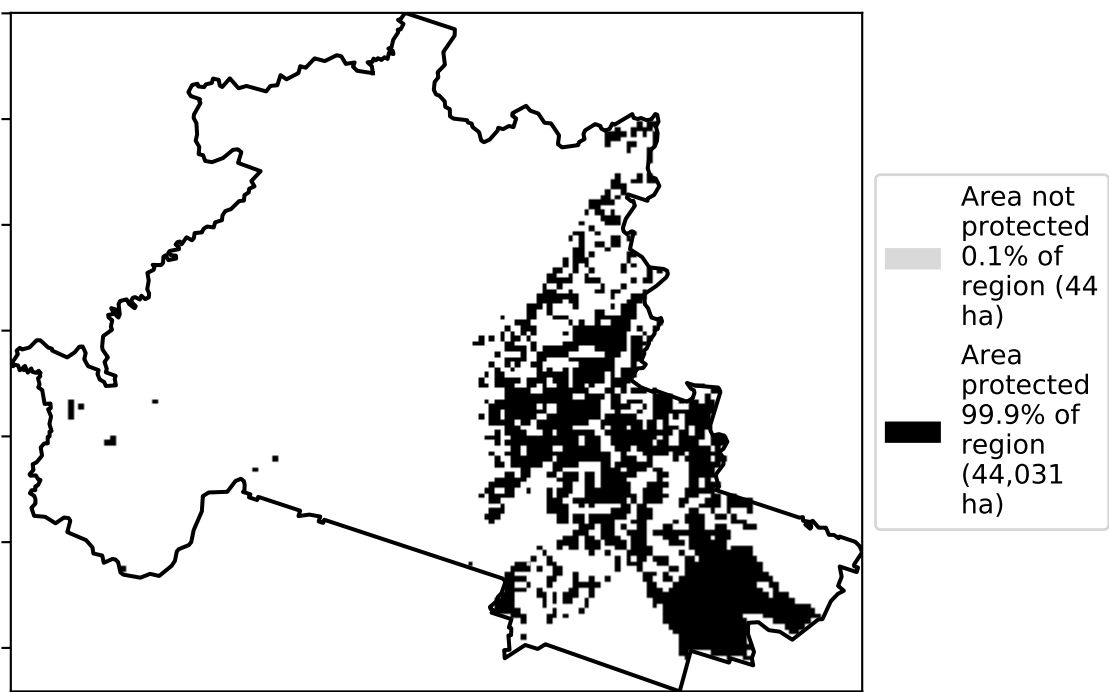 Area not
protected
0.1% of
region (44
ha)
Area
protected
99.9% of
region
(44,031
ha)